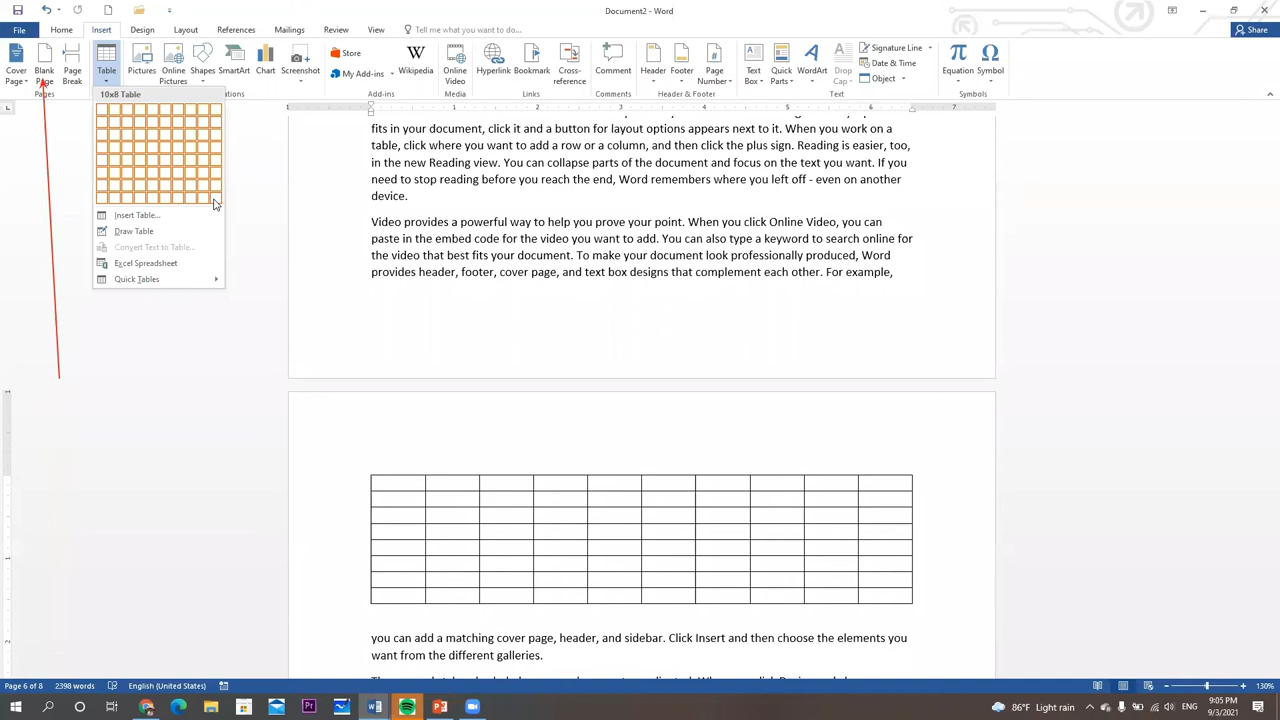 Document2 - Word
File
Home
Insert
Design
Layout
References
Mailings
Review
View
Tell me what you want to do...
Share
Cover Page
Blank Page
Page Break
Table
Pictures
Online Pictures
Shapes
SmartArt
Chart
Screenshot
Store
My Add-ins
Wikipedia
Online Video
Hyperlink
Bookmark
Cross-reference
Comment
Header
Footer
Page Number
Text Box
Quick Parts
WordArt
Drop Cap
Signature Line
Date & Time
Object
Equation
Symbol
Pages
Add-ins
Media
Links
Comments
Header & Footer
Text
Symbols
10x8 Table
Insert Table...
Draw Table
Convert Text to Table...
Excel Spreadsheet
Quick Tables
1 1 2 3 4 5 6 7
fits in your document, click it and a button for layout options appears next to it. When you work on a
table, click where you want to add a row or a column, and then click the plus sign. Reading is easier, too,
in the new Reading view. You can collapse parts of the document and focus on the text you want. If you
need to stop reading before you reach the end, Word remembers where you left off - even on another
device.
Video provides a powerful way to help you prove your point. When you click Online Video, you can
paste in the embed code for the video you want to add. You can also type a keyword to search online for
the video that best fits your document. To make your document look professionally produced, Word
provides header, footer, cover page, and text box designs that complement each other. For example,
you can add a matching cover page, header, and sidebar. Click Insert and then choose the elements you
want from the different galleries.
Page 6 of 8
2398 words
English (United States)
130%
86°F Light rain
9:05 PM
9/3/2021